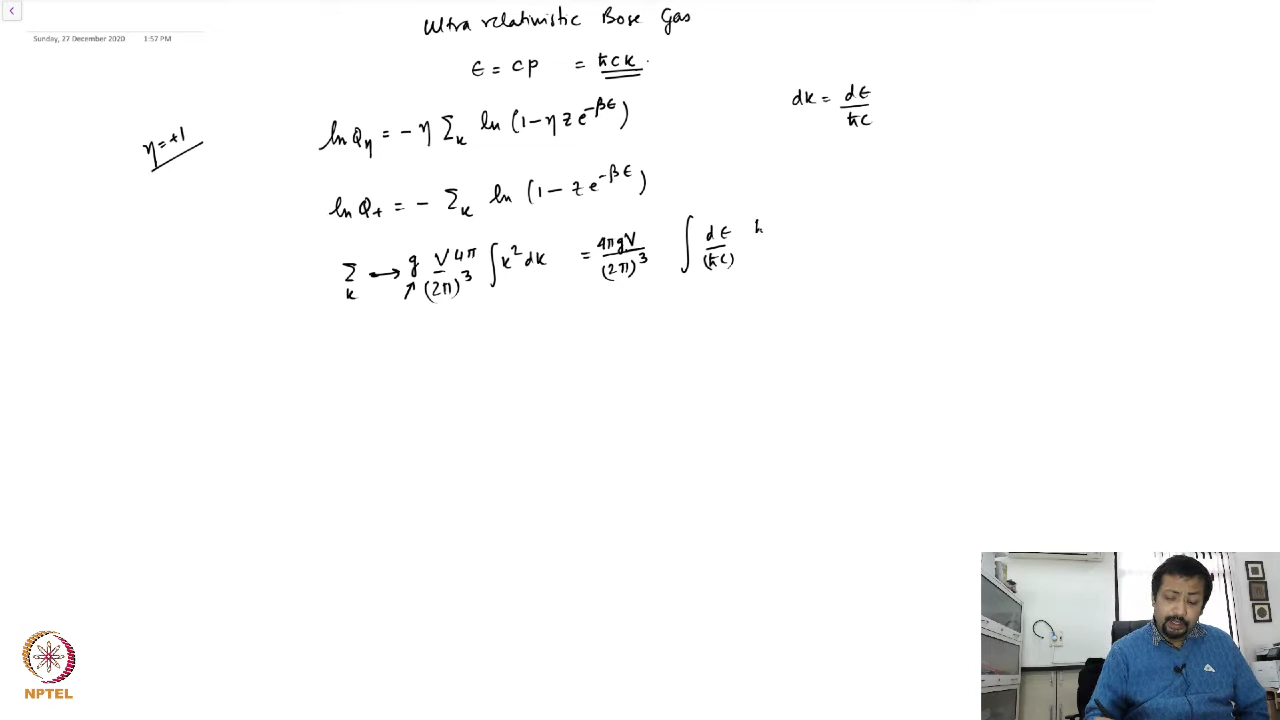 Ultra relativistic Bose Gas
Sunday, 27 December 2020 1:57 PM
ϵ = cp = ħck
dk = dϵ / ħc
η = +1
ln Q_η = - η Σ_k ln (1 - η z e^{-βϵ})
ln Q_+ = - Σ_k ln (1 - z e^{-βϵ})
Σ_k ⟷ g V 4π / (2π)^3 ∫ k^2 dk = 4πgV / (2π)^3 ∫ dϵ / (ħc)
NPTEL